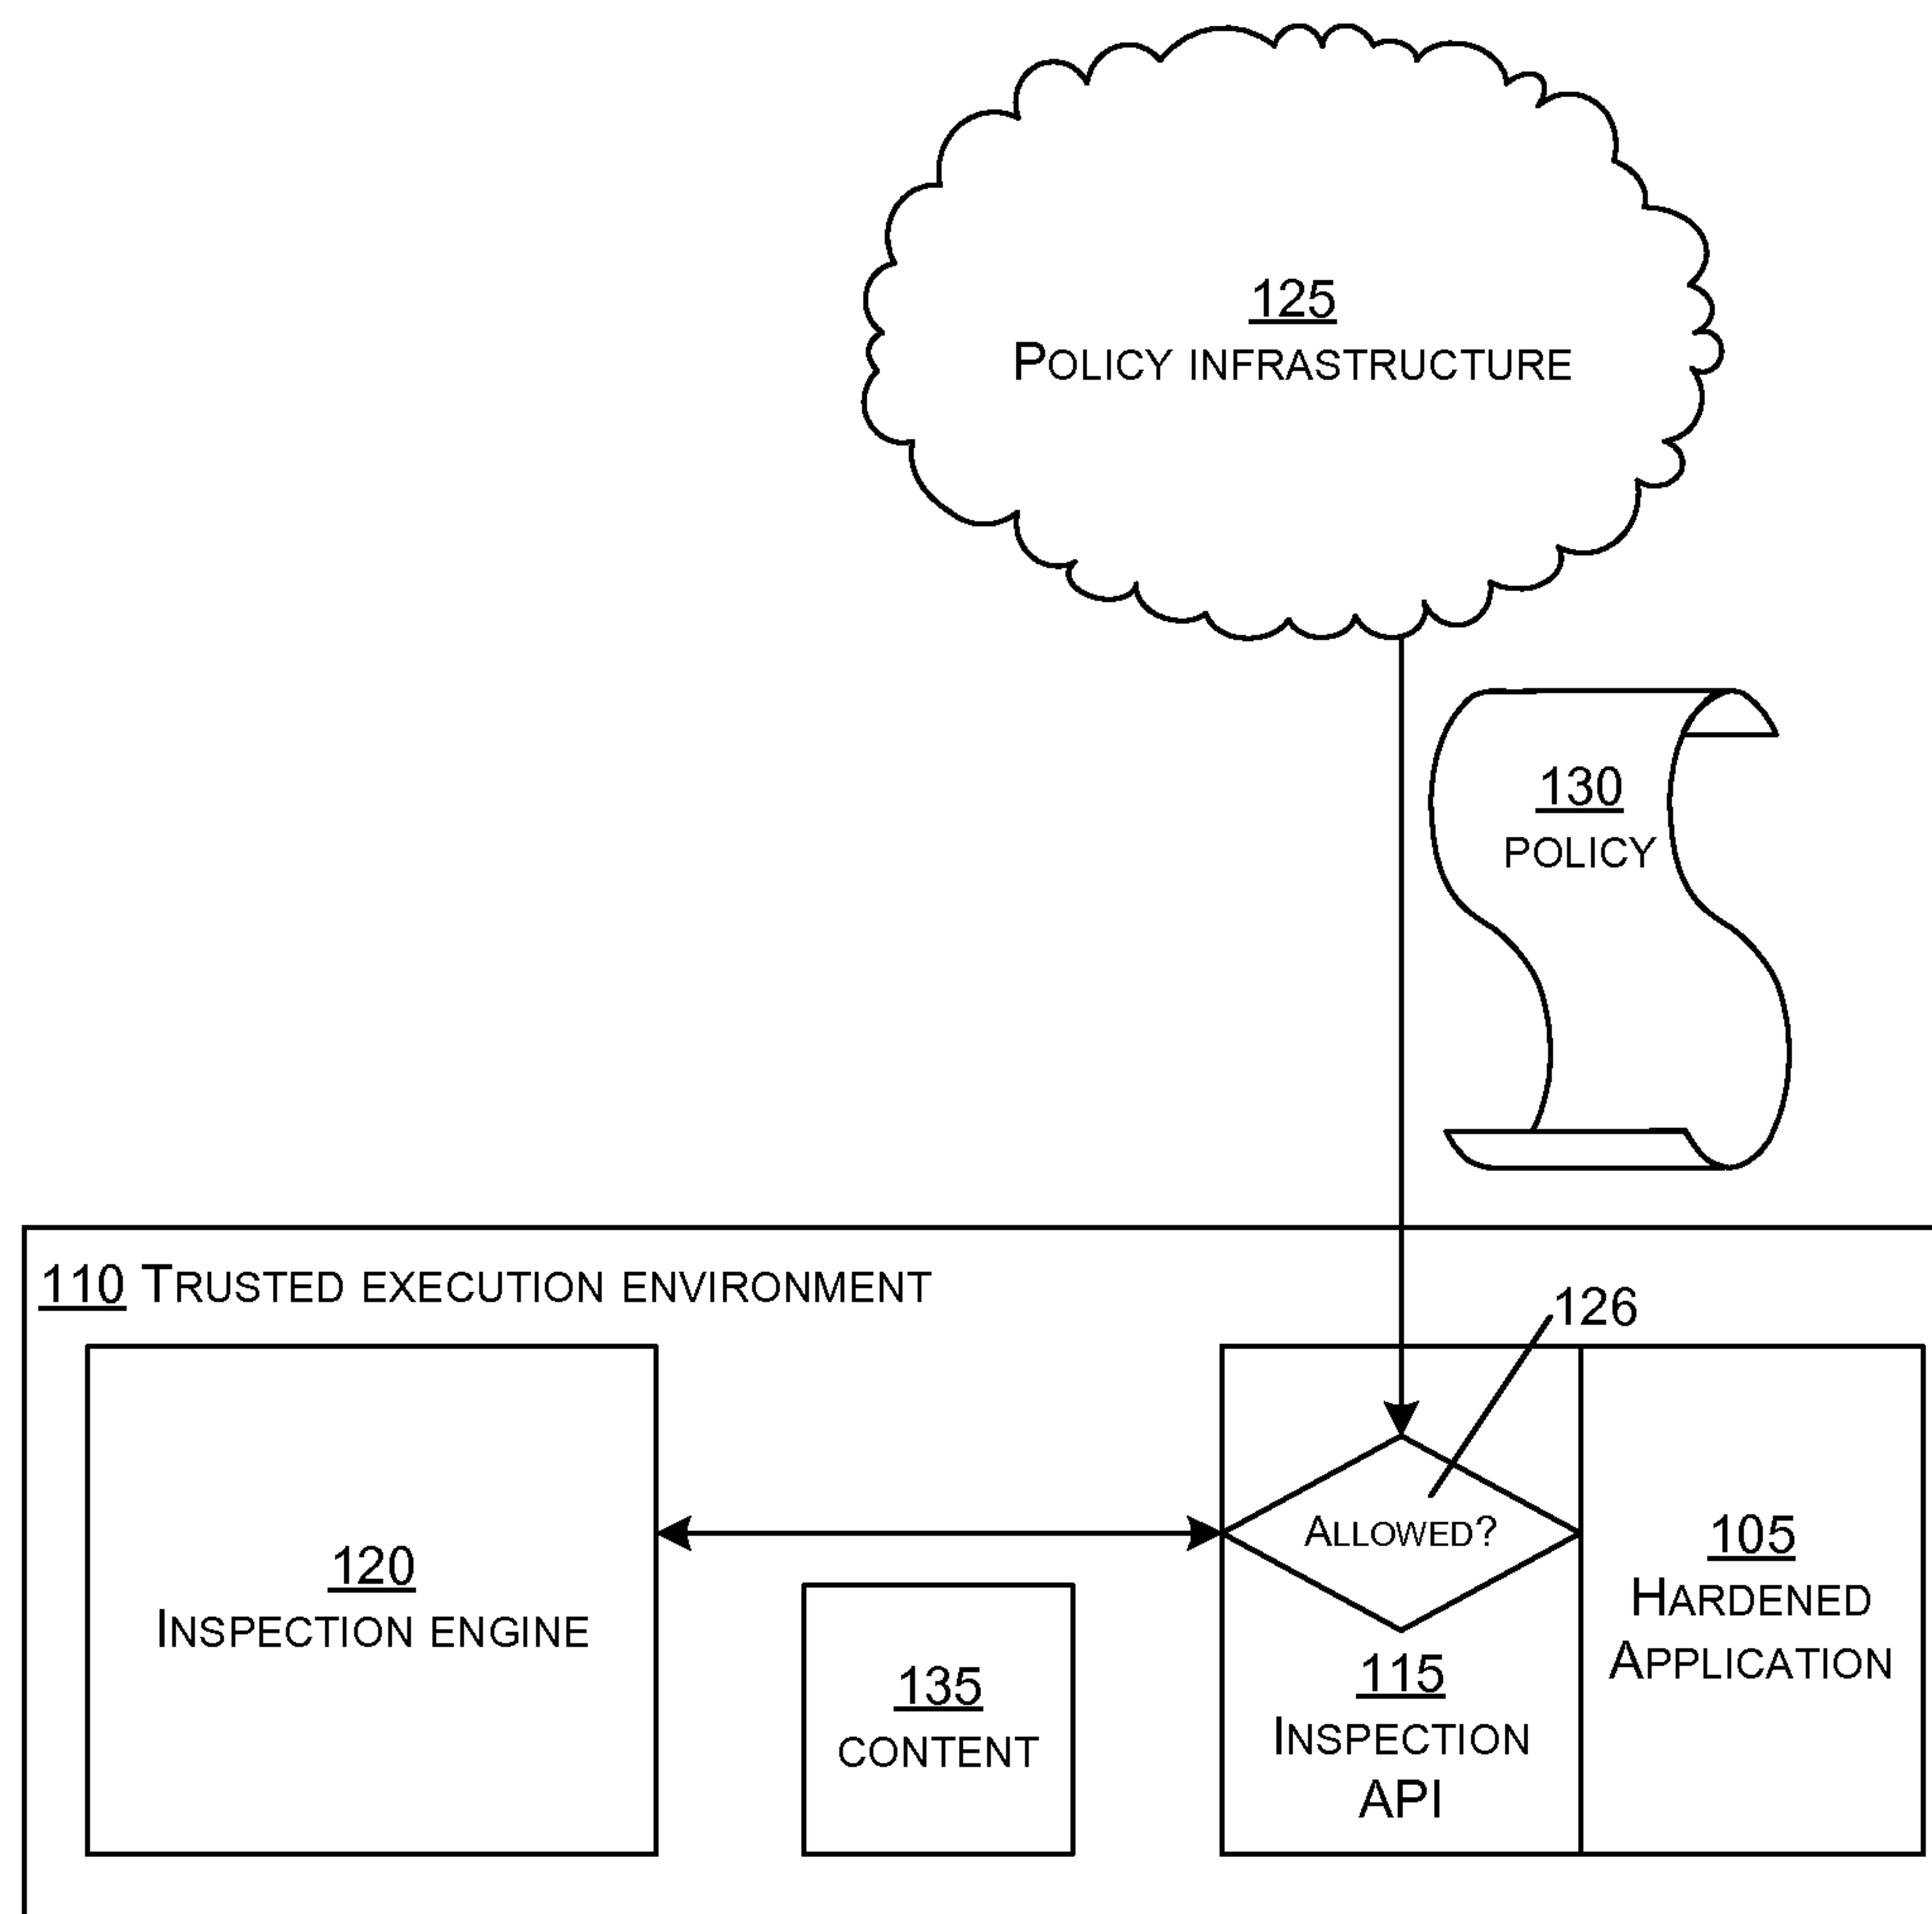 125
POLICY INFRASTRUCTURE
130
POLICY
110 TRUSTED EXECUTION ENVIRONMENT
126
ALLOWED?
120
INSPECTION ENGINE
135
CONTENT
115
INSPECTION
API
105
HARDENED
APPLICATION